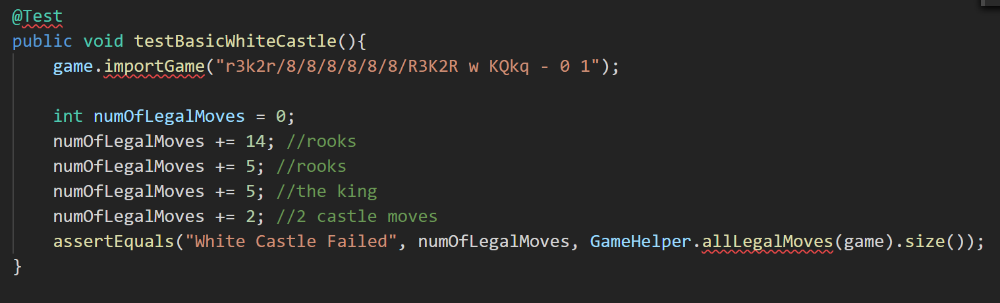 @Test
public void testBasicWhiteCastle(){
    game.importGame("r3k2r/8/8/8/8/8/8/R3K2R w KQkq - 0 1");

    int numOfLegalMoves = 0;
    numOfLegalMoves += 14; //rooks
    numOfLegalMoves += 5; //rooks
    numOfLegalMoves += 5; //the king
    numOfLegalMoves += 2; //2 castle moves
    assertEquals("White Castle Failed", numOfLegalMoves, GameHelper.allLegalMoves(game).size());
}